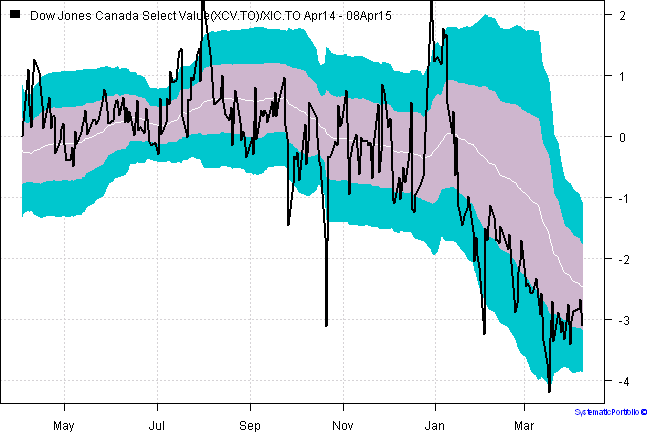 Dow Jones Canada Select Value(XCV.TO)/XIC.TO Apr14 - 08Apr15
2
1
0
-1
-2
-3
-4
May Jul Sep Nov Jan Mar
SystematicPortfolio ©